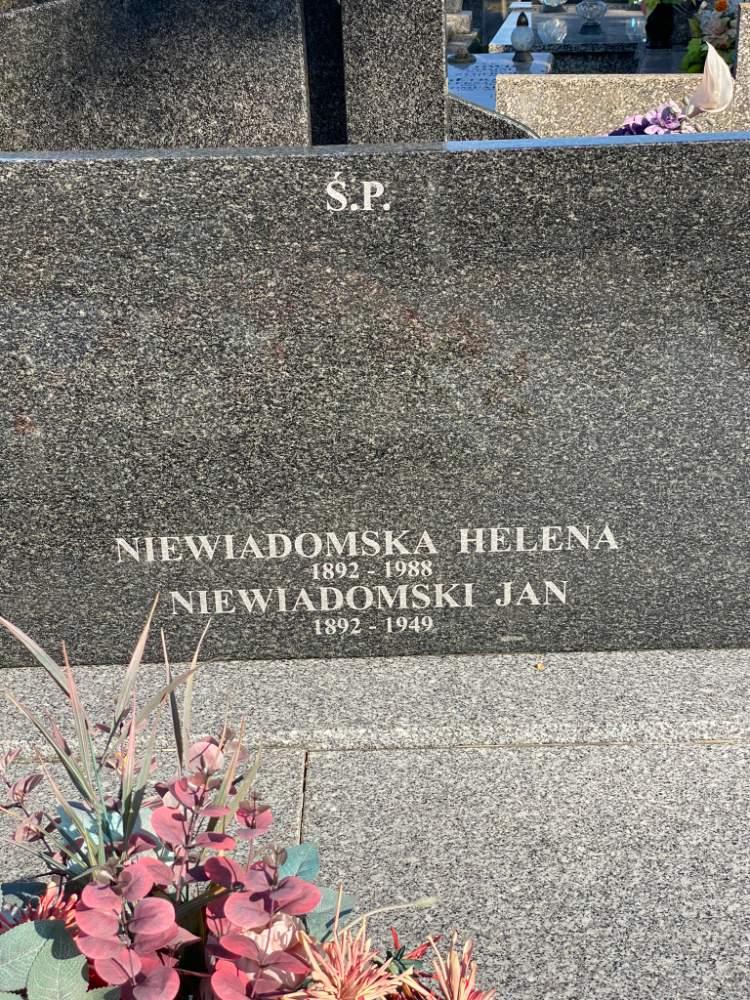 Ś.P.
NIEWIADOMSKA HELENA
1892 - 1988
NIEWIADOMSKI JAN
1892 - 1949